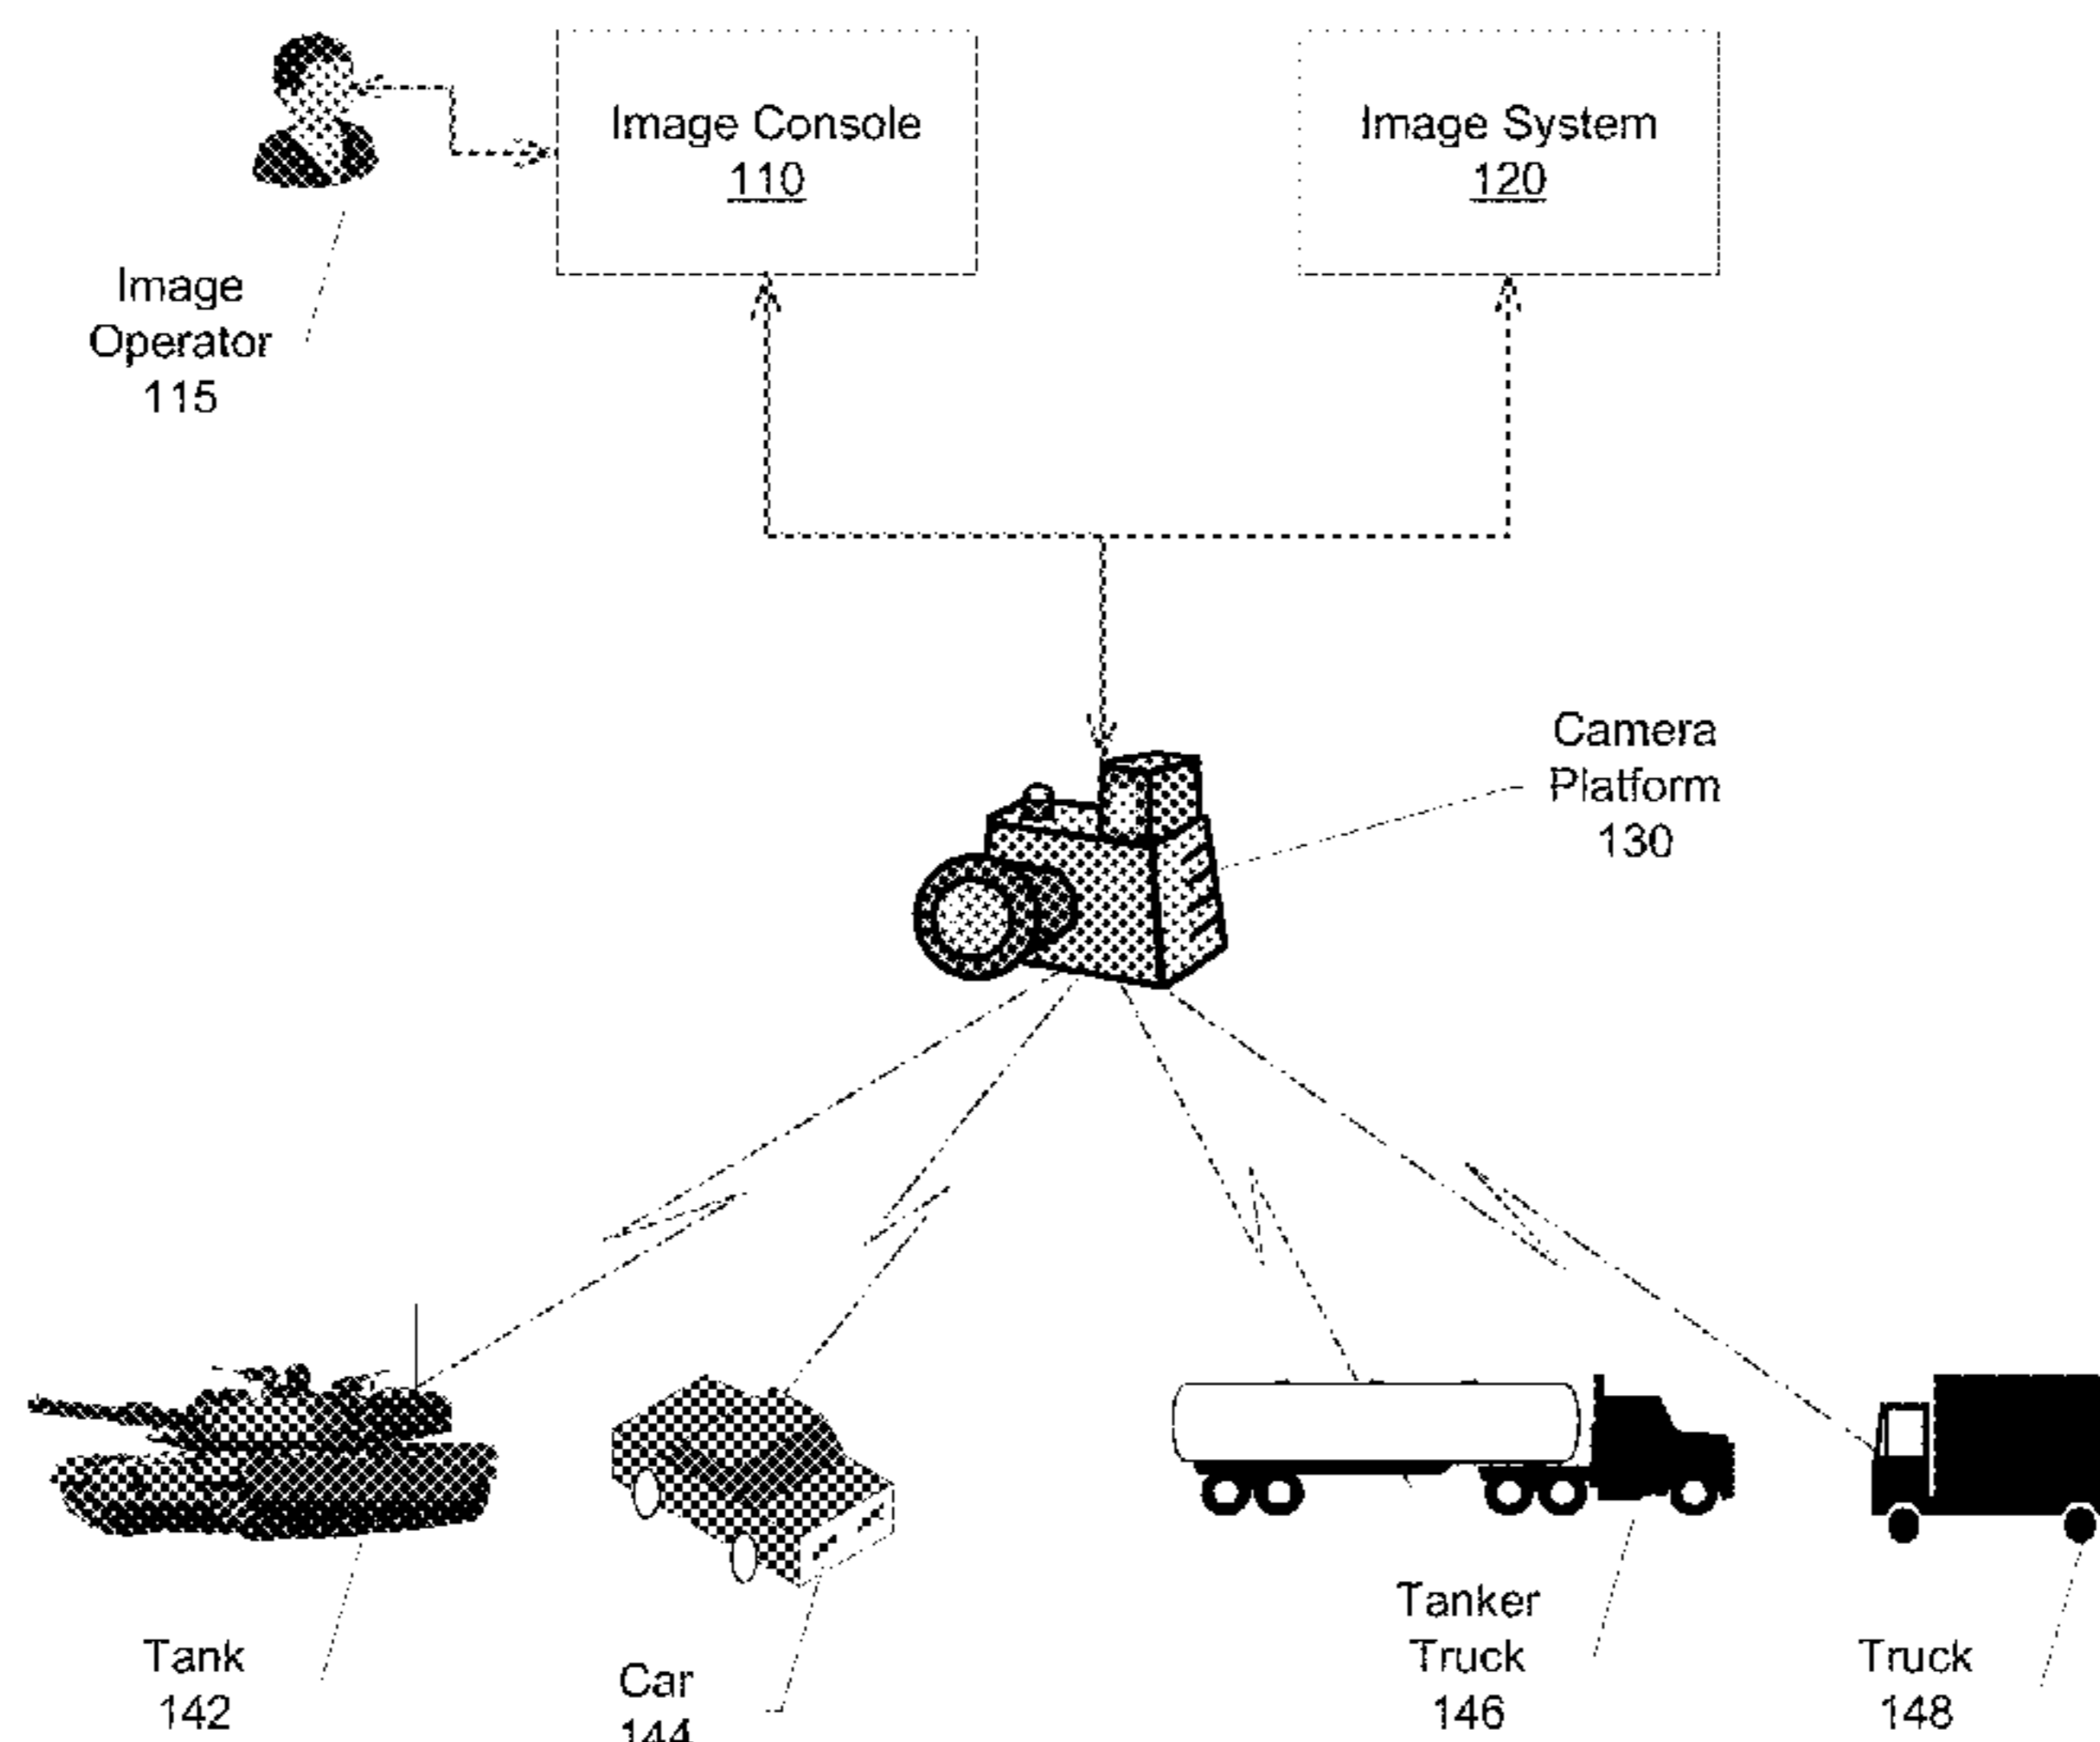 Image Console
110
Image System
120
Image
Operator
115
Camera
Platform
130
Tank
142
Car
144
Tanker
Truck
146
Truck
148